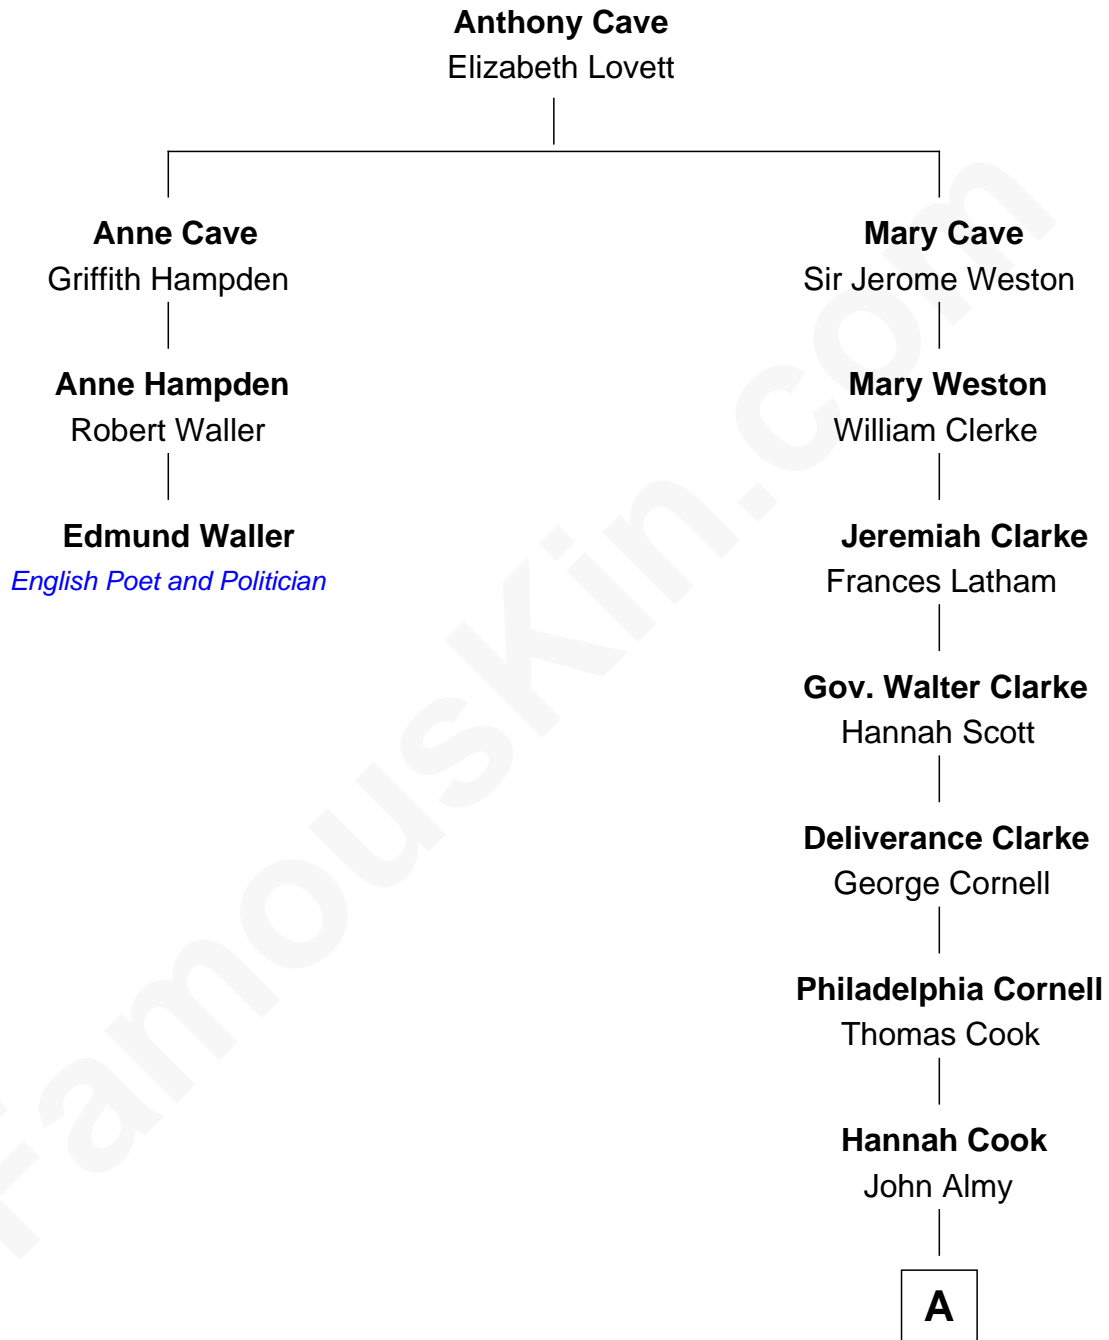 Anthony Cave
Elizabeth Lovett
Anne Cave
Griffith Hampden
Anne Hampden
Robert Waller
Edmund Waller
English Poet and Politician
Mary Cave
Sir Jerome Weston
Mary Weston
William Clerke
Jeremiah Clarke
Frances Latham
Gov. Walter Clarke
Hannah Scott
Deliverance Clarke
George Cornell
Philadelphia Cornell
Thomas Cook
Hannah Cook
John Almy
A
FamousKin.com